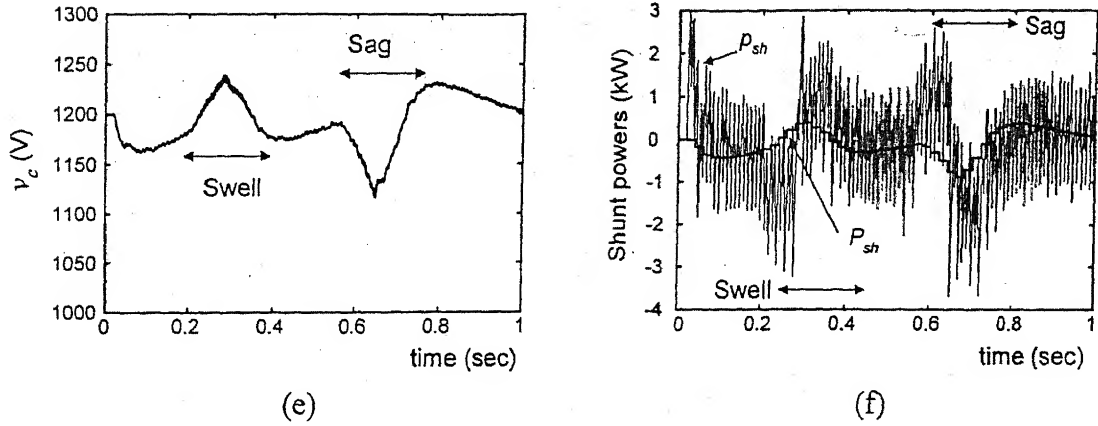 1300
1250
1200
1150
1100
1050
1000
v_c (V)
Sag
Swell
0 0.2 0.4 0.6 0.8 1
time (sec)
(e)
3
2
1
0
-1
-2
-3
-4
Shunt powers (kW)
p_sh
Sag
P_sh
Swell
0 0.2 0.4 0.6 0.8 1
time (sec)
(f)